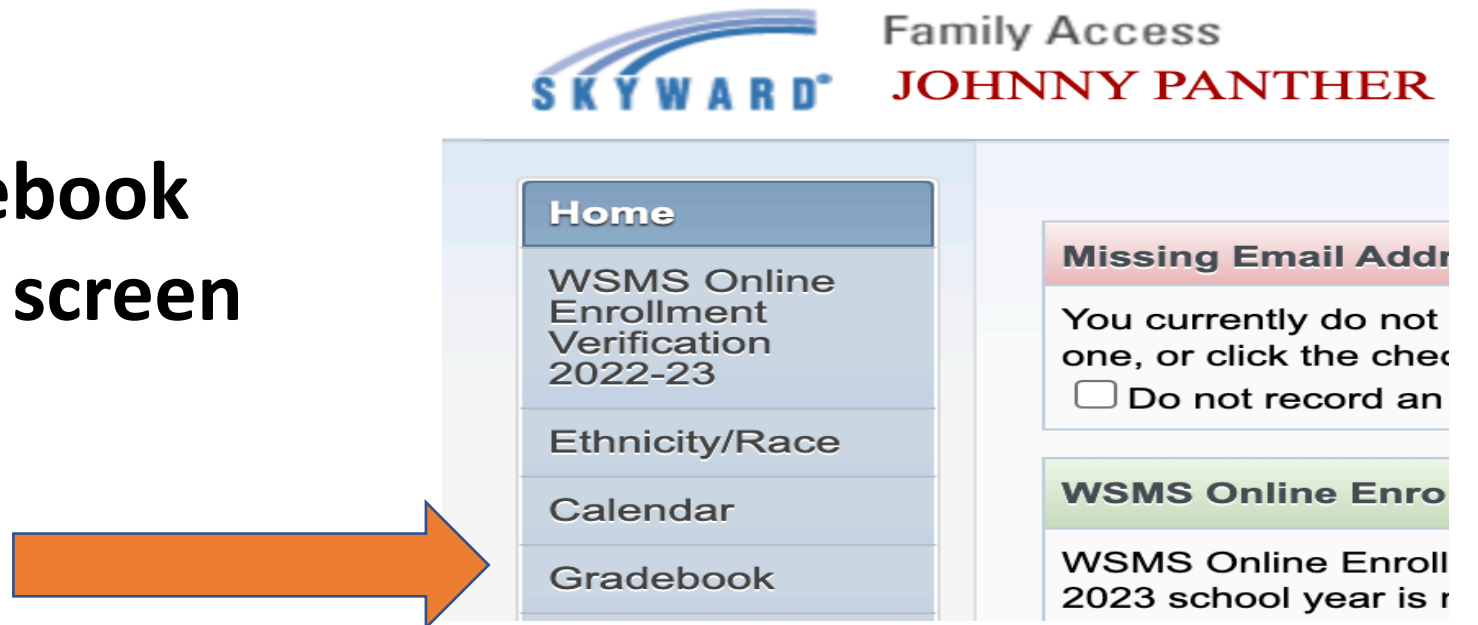 SKYWARD®
Family Access
JOHNNY PANTHER
ebook
screen
Home
WSMS Online
Enrollment
Verification
2022-23
Ethnicity/Race
Calendar
Gradebook
Missing Email Addr
You currently do not
one, or click the chec
Do not record an
WSMS Online Enro
WSMS Online Enroll
2023 school year is